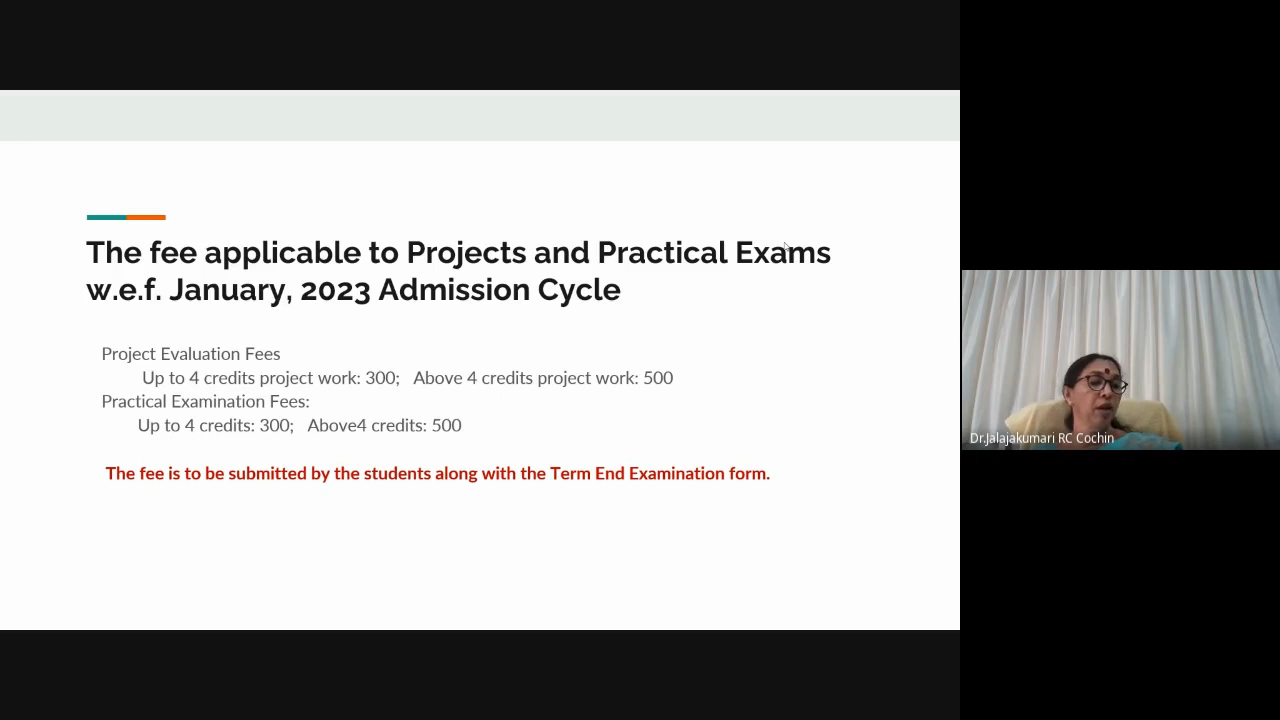 The fee applicable to Projects and Practical Exams
w.e.f. January, 2023 Admission Cycle
Project Evaluation Fees
Up to 4 credits project work: 300; Above 4 credits project work: 500
Practical Examination Fees:
Up to 4 credits: 300; Above4 credits: 500
The fee is to be submitted by the students along with the Term End Examination form.
Dr.Jalajakumari RC Cochin